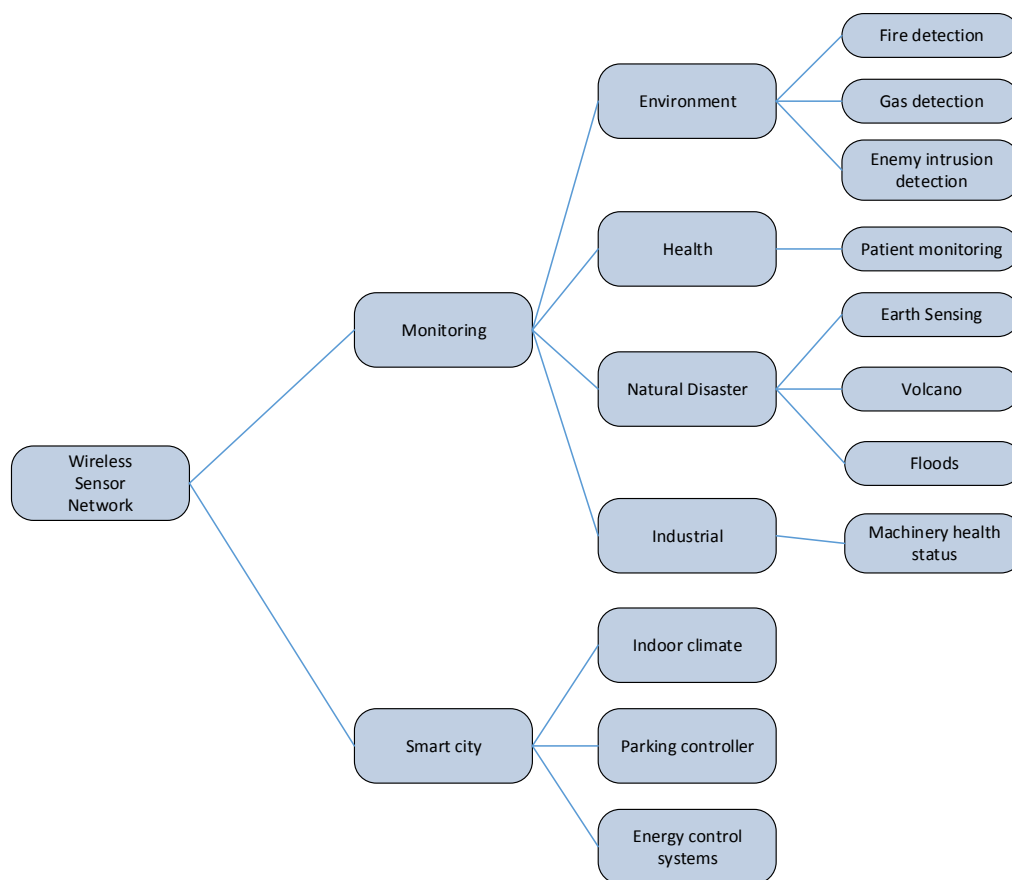 Fire detection
Environment
Gas detection
Enemy intrusion
detection
Health
Patient monitoring
Monitoring
Earth Sensing
Natural Disaster
Volcano
Wireless
Sensor
Network
Floods
Industrial
Machinery health
status
Indoor climate
Smart city
Parking controller
Energy control
systems